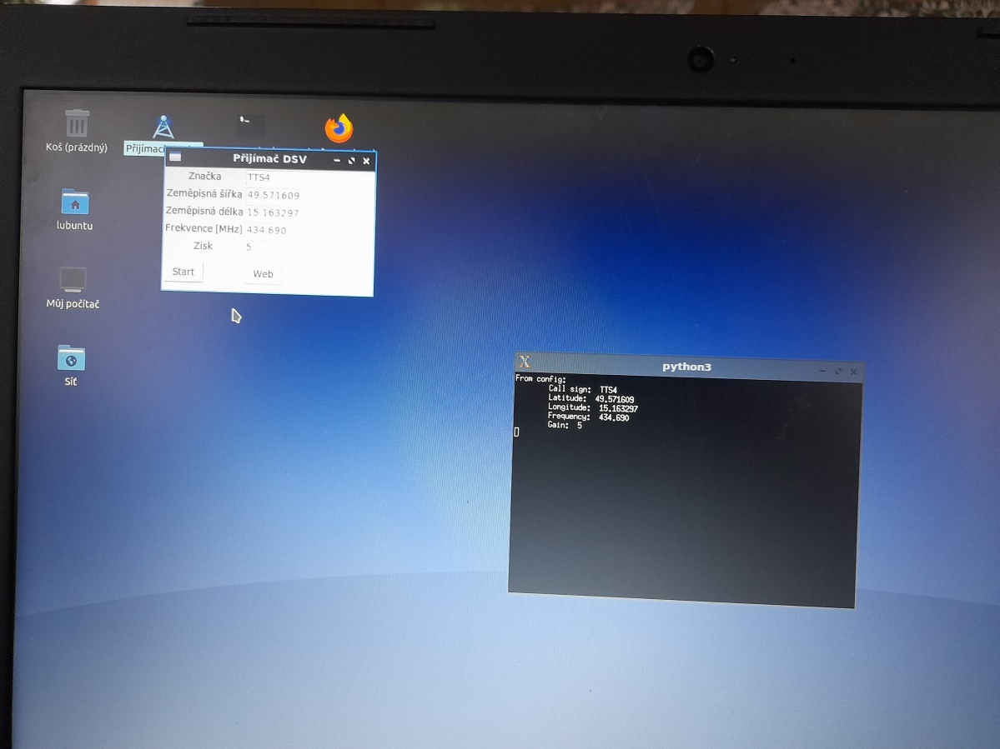 Koš (prázdný)
Přijímač
lubuntu
Můj počítač
Síť
Přijímač DSV
Značka TTS4
Zeměpisná šířka 49.571609
Zeměpisná délka 15.163297
Frekvence [MHz] 434.690
Zisk 5
Start Web
python3
From config:
Call sign: TTS4
Latitude: 49.571609
Longitude: 15.163297
Frequency: 434.690
Gain: 5